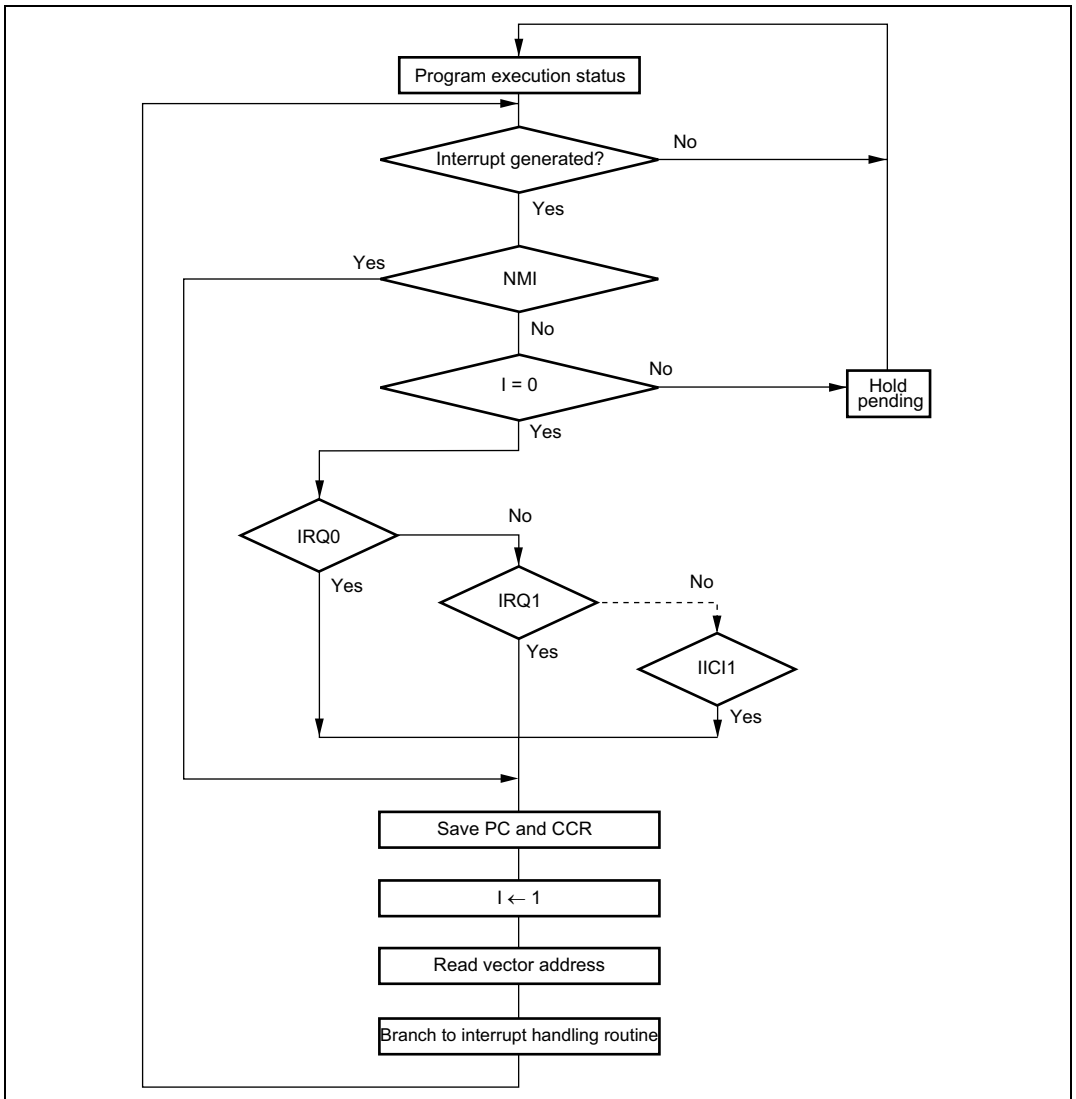 Program execution status
Interrupt generated?
No
Yes
Yes
NMI
No
I = 0
No
Hold
pending
Yes
IRQ0
No
Yes
IRQ1
No
Yes
IICI1
Yes
Save PC and CCR
I ← 1
Read vector address
Branch to interrupt handling routine